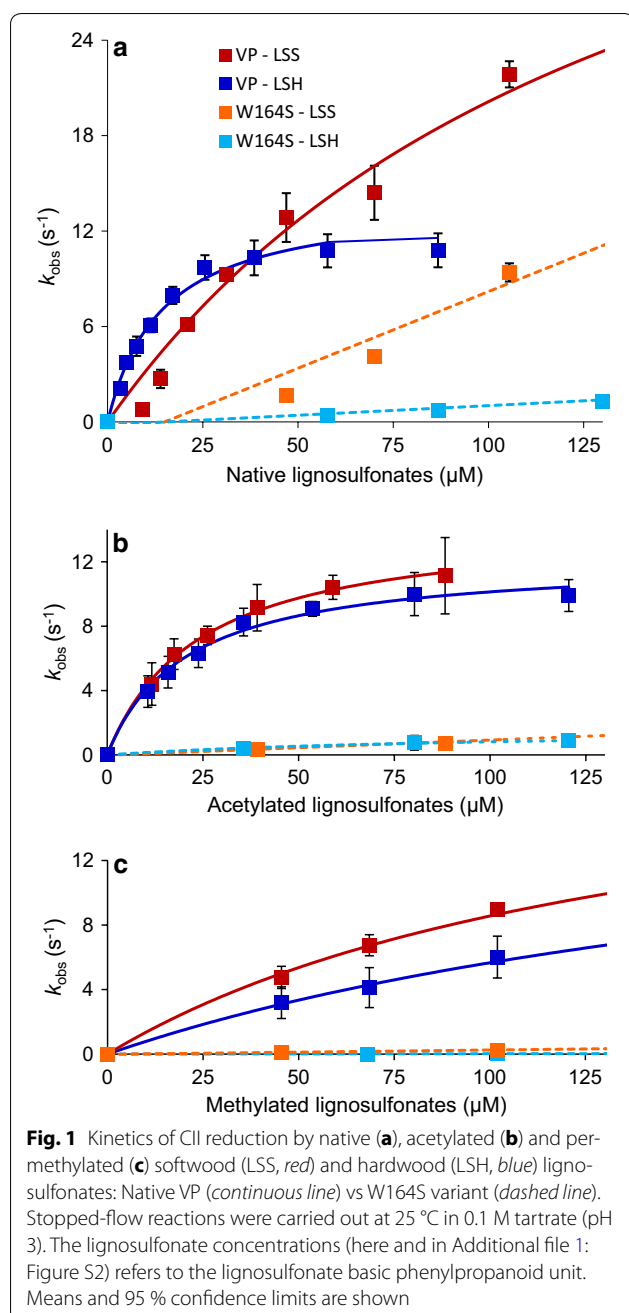 a
VP - LSS
VP - LSH
W164S - LSS
W164S - LSH
24
18
12
6
0
kobs (s-1)
0 25 50 75 100 125
Native lignosulfonates (µM)
b
12
8
4
0
kobs (s-1)
0 25 50 75 100 125
Acetylated lignosulfonates (µM)
c
12
8
4
0
kobs (s-1)
0 25 50 75 100 125
Methylated lignosulfonates (µM)
Fig. 1 Kinetics of CII reduction by native (a), acetylated (b) and per-
methylated (c) softwood (LSS, red) and hardwood (LSH, blue) ligno-
sulfonates: Native VP (continuous line) vs W164S variant (dashed line).
Stopped-flow reactions were carried out at 25 °C in 0.1 M tartrate (pH
3). The lignosulfonate concentrations (here and in Additional file 1:
Figure S2) refers to the lignosulfonate basic phenylpropanoid unit.
Means and 95 % confidence limits are shown